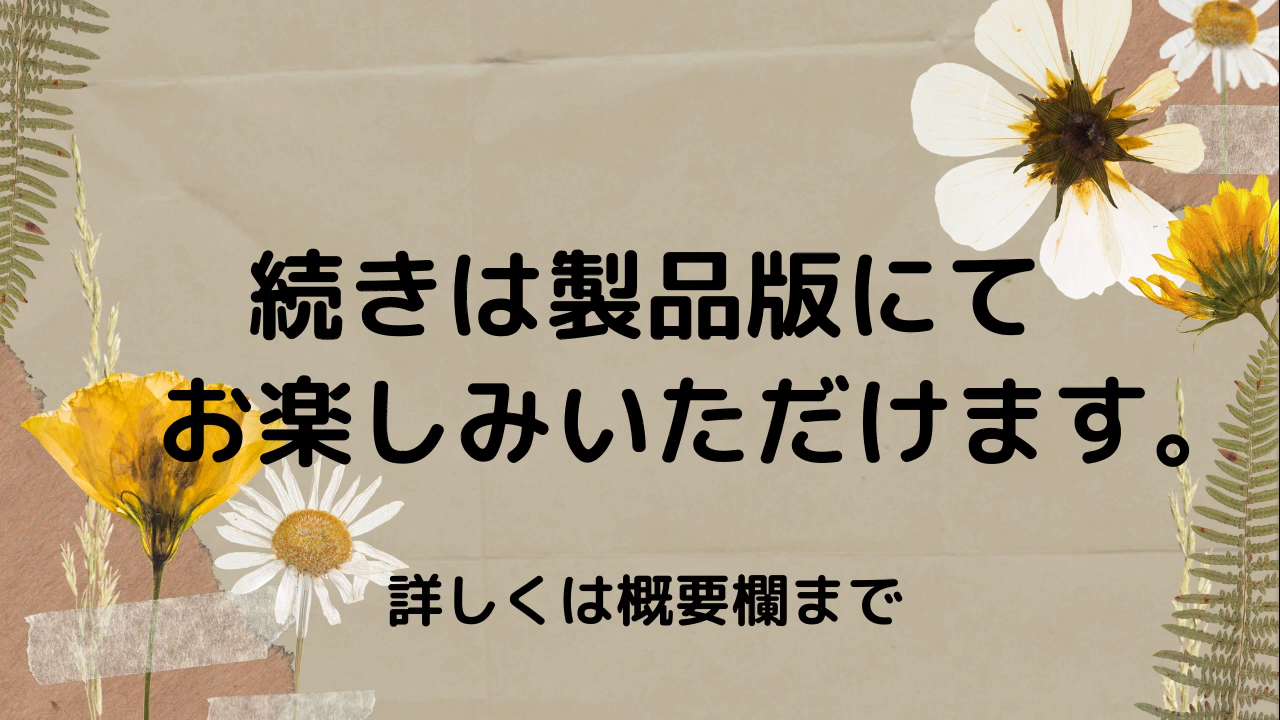 続きは製品版にて
お楽しみいただけます。
詳しくは概要欄まで